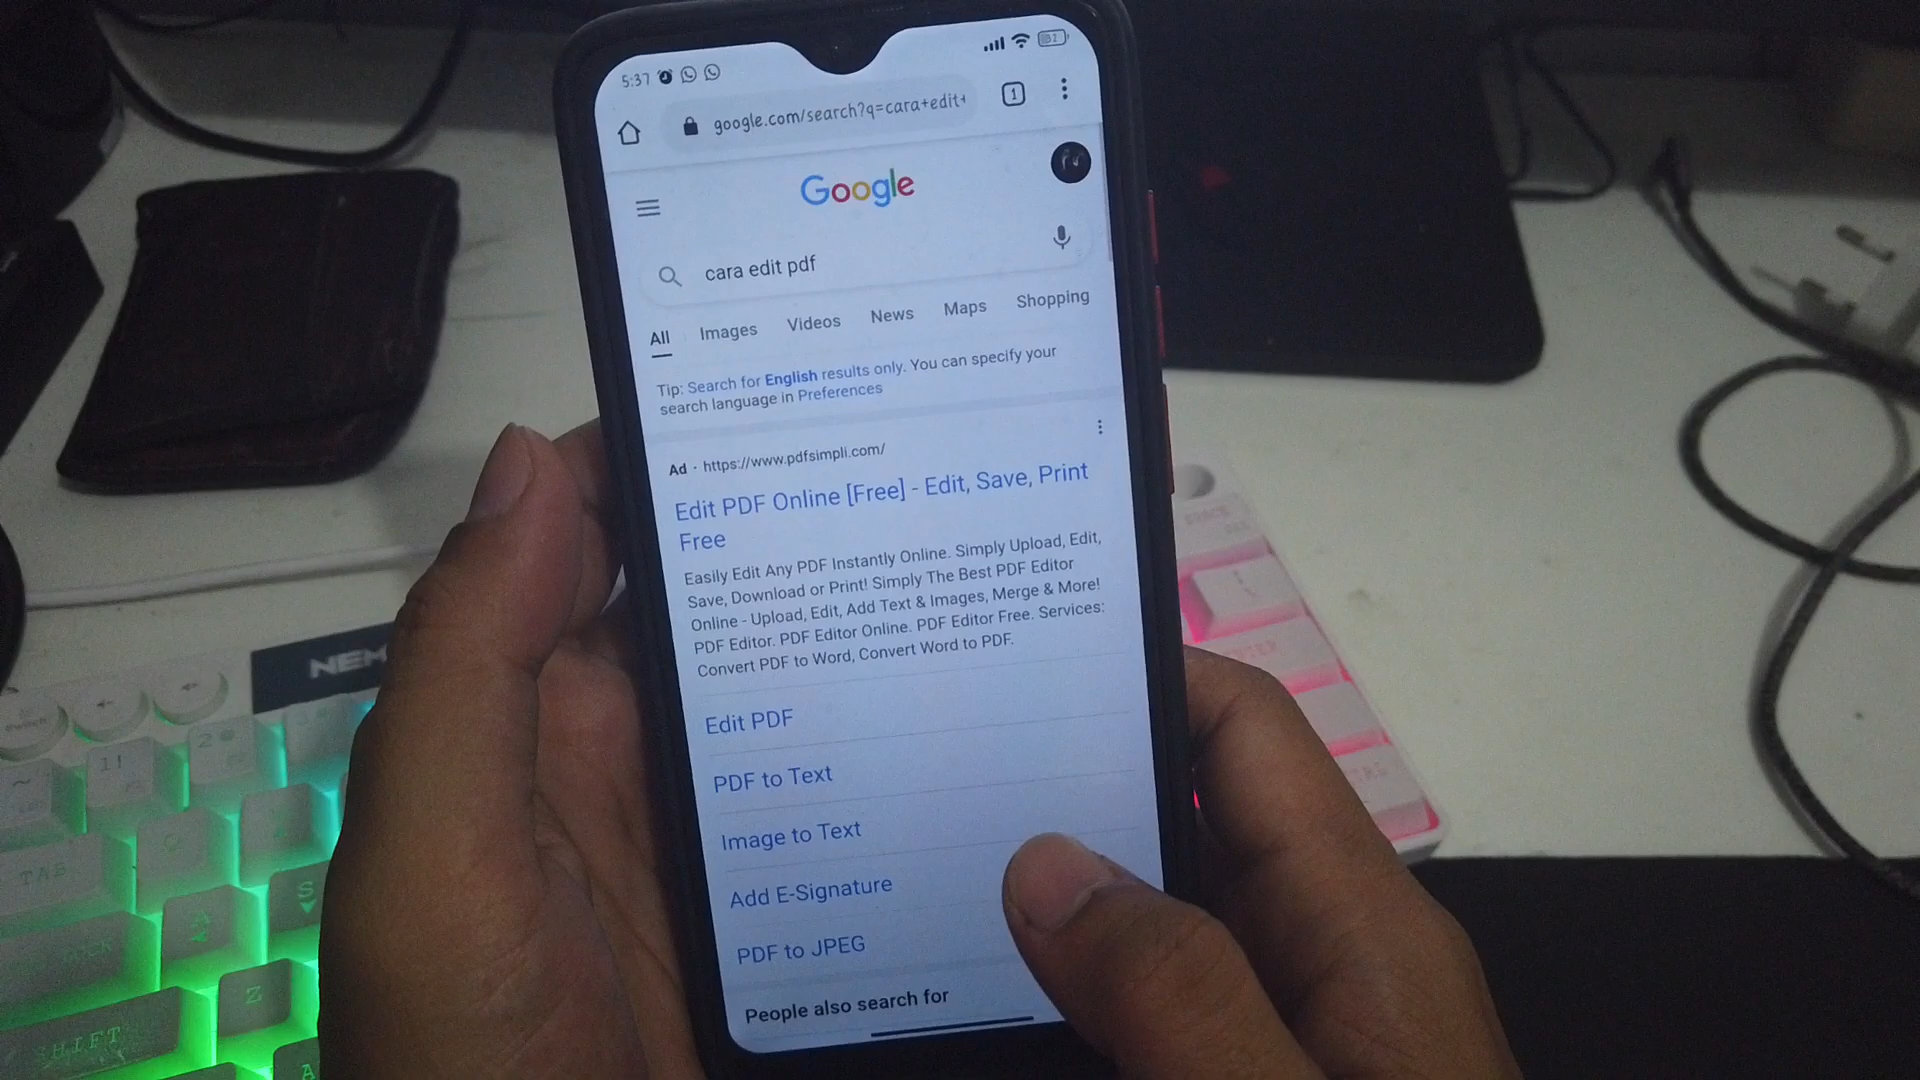 5:37
google.com/search?q=cara+edit+
1
Google
cara edit pdf
All Images Videos News Maps Shopping
Tip: Search for English results only. You can specify your
search language in Preferences
Ad · https://www.pdfsimpli.com/
Edit PDF Online [Free] - Edit, Save, Print
Free
Easily Edit Any PDF Instantly Online. Simply Upload, Edit,
Save, Download or Print! Simply The Best PDF Editor
Online - Upload, Edit, Add Text & Images, Merge & More!
PDF Editor. PDF Editor Online. PDF Editor Free. Services:
Convert PDF to Word, Convert Word to PDF.
Edit PDF
PDF to Text
Image to Text
Add E-Signature
PDF to JPEG
People also search for
NEM
1!
2
TAB
S
A
Z
SHIFT
A